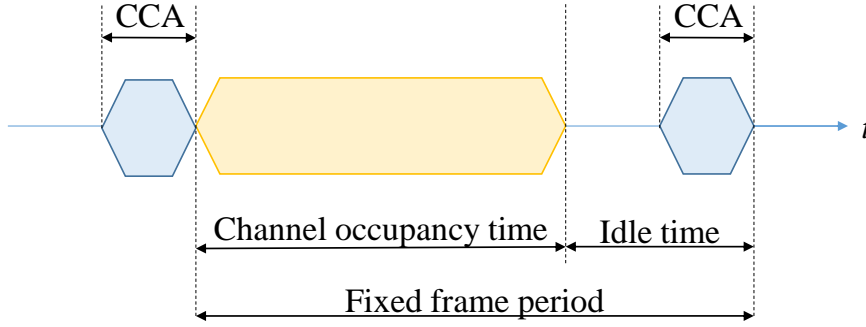 CCA
CCA
t
Channel occupancy time
Idle time
Fixed frame period